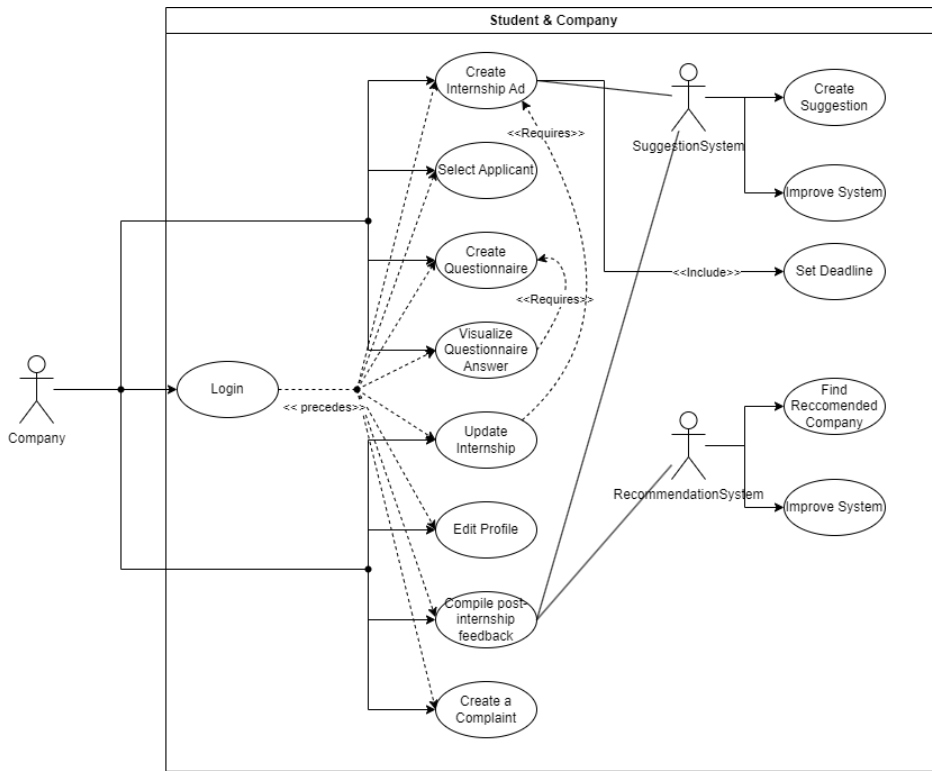 Student & Company
Create
Internship Ad
Create
Suggestion
<<Requires>>
SuggestionSystem
Select Applicant
Improve System
Create
Questionnaire
<<Include>>
Set Deadline
<<Requires>>
Visualize
Questionnaire
Answer
Login
<< precedes>>
Company
Find
Reccomended
Company
Update
Internship
RecommendationSystem
Improve System
Edit Profile
Compile post-
internship
feedback
Create a
Complaint